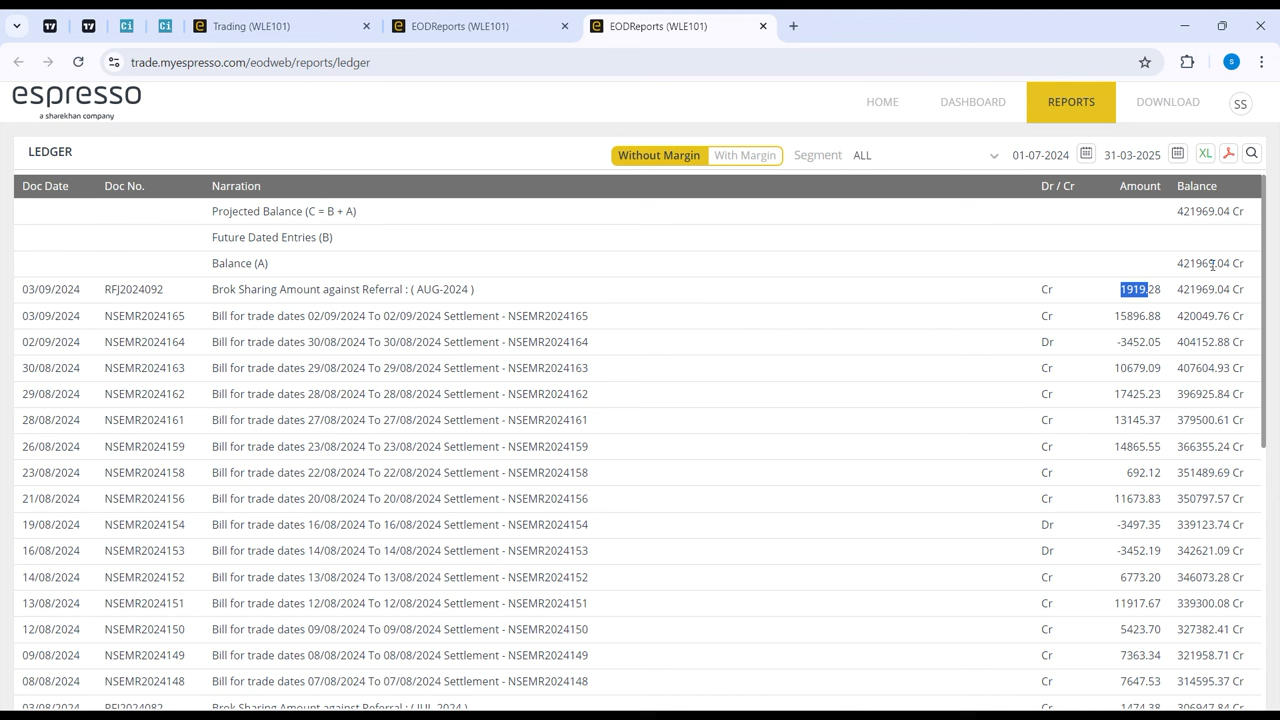 Trading (WLE101)
EODReports (WLE101)
EODReports (WLE101)
trade.myespresso.com/eodweb/reports/ledger
espresso
a sharekhan company
HOME DASHBOARD REPORTS DOWNLOAD SS
LEDGER Without Margin With Margin Segment ALL 01-07-2024 31-03-2025 XL
Doc Date Doc No. Narration Dr / Cr Amount Balance
Projected Balance (C = B + A) 421969.04 Cr
Future Dated Entries (B)
Balance (A) 421969.04 Cr
03/09/2024 RFJ2024092 Brok Sharing Amount against Referral : ( AUG-2024 ) Cr 1919.28 421969.04 Cr
03/09/2024 NSEMR2024165 Bill for trade dates 02/09/2024 To 02/09/2024 Settlement - NSEMR2024165 Cr 15896.88 420049.76 Cr
02/09/2024 NSEMR2024164 Bill for trade dates 30/08/2024 To 30/08/2024 Settlement - NSEMR2024164 Dr -3452.05 404152.88 Cr
30/08/2024 NSEMR2024163 Bill for trade dates 29/08/2024 To 29/08/2024 Settlement - NSEMR2024163 Cr 10679.09 407604.93 Cr
29/08/2024 NSEMR2024162 Bill for trade dates 28/08/2024 To 28/08/2024 Settlement - NSEMR2024162 Cr 17425.23 396925.84 Cr
28/08/2024 NSEMR2024161 Bill for trade dates 27/08/2024 To 27/08/2024 Settlement - NSEMR2024161 Cr 13145.37 379500.61 Cr
26/08/2024 NSEMR2024159 Bill for trade dates 23/08/2024 To 23/08/2024 Settlement - NSEMR2024159 Cr 14865.55 366355.24 Cr
23/08/2024 NSEMR2024158 Bill for trade dates 22/08/2024 To 22/08/2024 Settlement - NSEMR2024158 Cr 692.12 351489.69 Cr
21/08/2024 NSEMR2024156 Bill for trade dates 20/08/2024 To 20/08/2024 Settlement - NSEMR2024156 Cr 11673.83 350797.57 Cr
19/08/2024 NSEMR2024154 Bill for trade dates 16/08/2024 To 16/08/2024 Settlement - NSEMR2024154 Dr -3497.35 339123.74 Cr
16/08/2024 NSEMR2024153 Bill for trade dates 14/08/2024 To 14/08/2024 Settlement - NSEMR2024153 Dr -3452.19 342621.09 Cr
14/08/2024 NSEMR2024152 Bill for trade dates 13/08/2024 To 13/08/2024 Settlement - NSEMR2024152 Cr 6773.20 346073.28 Cr
13/08/2024 NSEMR2024151 Bill for trade dates 12/08/2024 To 12/08/2024 Settlement - NSEMR2024151 Cr 11917.67 339300.08 Cr
12/08/2024 NSEMR2024150 Bill for trade dates 09/08/2024 To 09/08/2024 Settlement - NSEMR2024150 Cr 5423.70 327382.41 Cr
09/08/2024 NSEMR2024149 Bill for trade dates 08/08/2024 To 08/08/2024 Settlement - NSEMR2024149 Cr 7363.34 321958.71 Cr
08/08/2024 NSEMR2024148 Bill for trade dates 07/08/2024 To 07/08/2024 Settlement - NSEMR2024148 Cr 7647.53 314595.37 Cr
03/08/2024 RFJ2024082 Brok Sharing Amount against Referral : ( JUL-2024 ) Cr 1474.38 306947.84 Cr